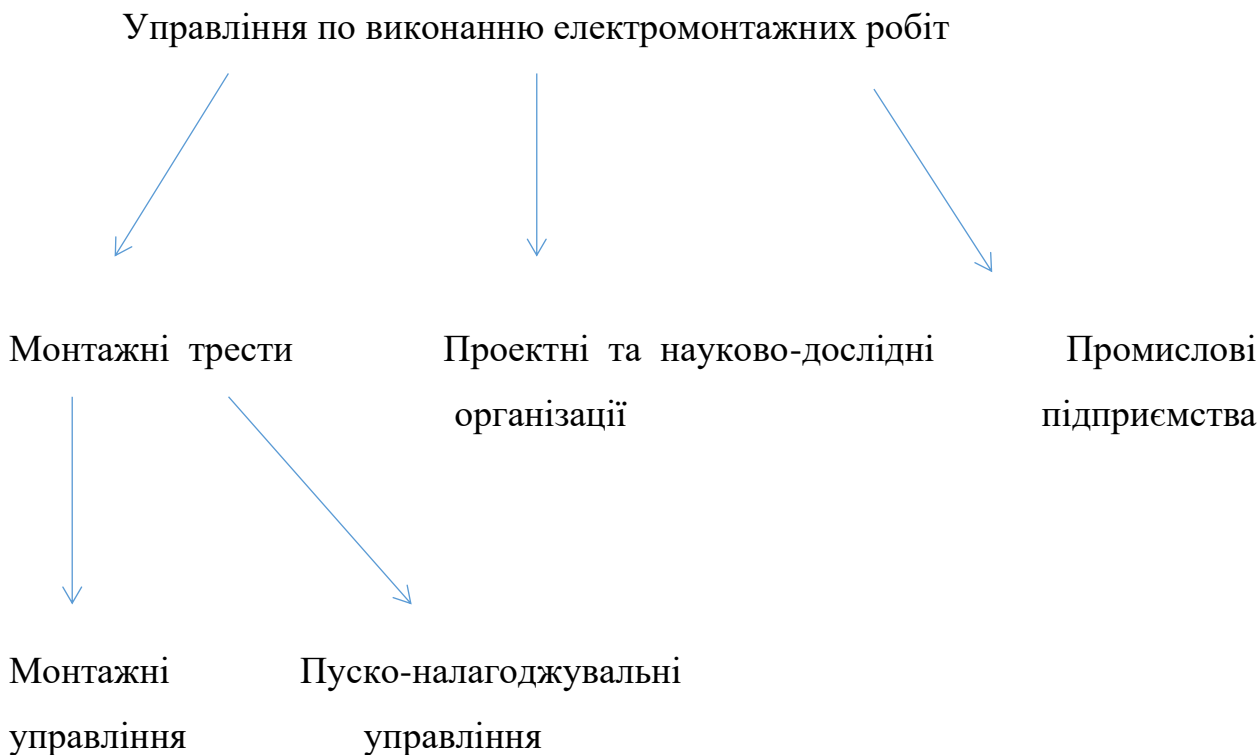 Управління по виконанню електромонтажних робіт
Монтажні трести
Проектні та науково-дослідні
організації
Промислові
підприємства
Монтажні
управління
Пуско-налагоджувальні
управління